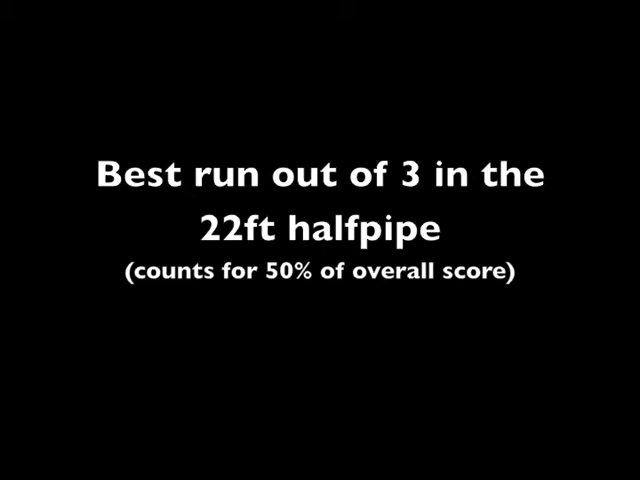 Best run out of 3 in the
22ft halfpipe
(counts for 50% of overall score)